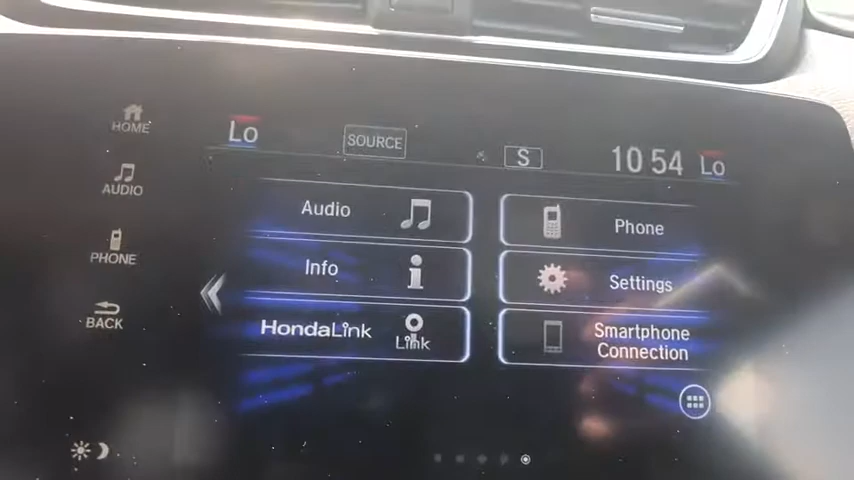 HOME
Lo
SOURCE
S
10 54
Lo
AUDIO
Audio
Phone
PHONE
Info
Settings
BACK
HondaLink
Link
Smartphone
Connection